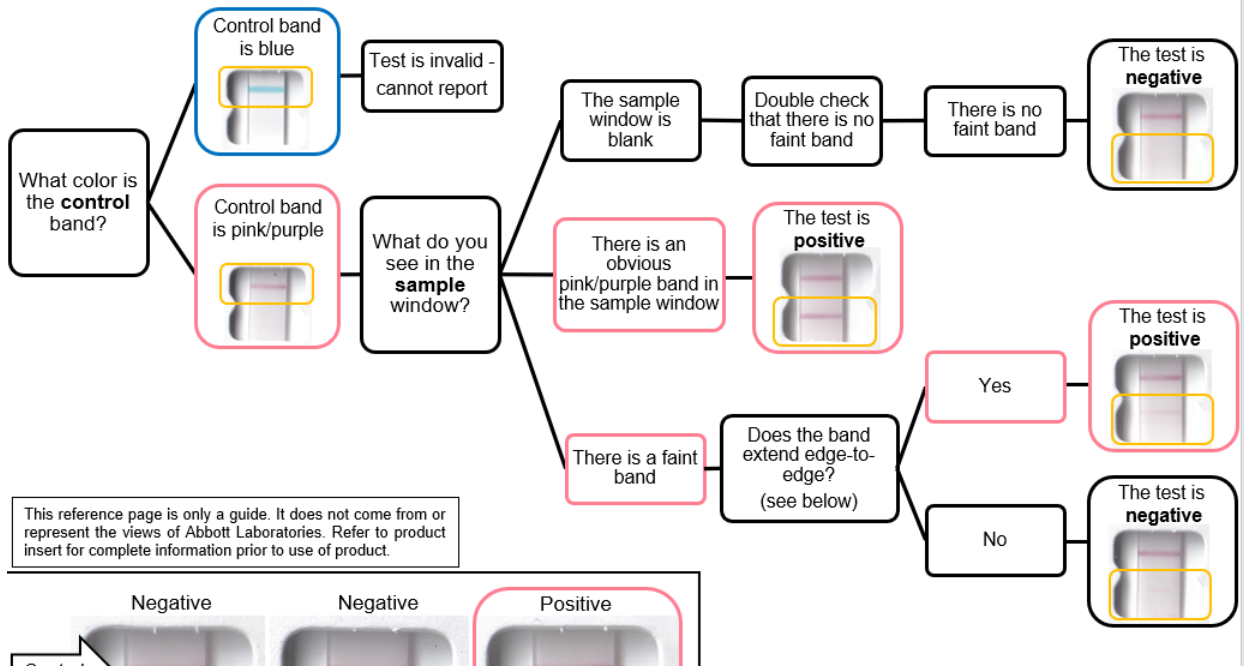 What color is
the control
band?
Control band
is blue
Test is invalid -
cannot report
Control band
is pink/purple
What do you
see in the
sample
window?
The sample
window is
blank
Double check
that there is no
faint band
There is no
faint band
The test is
negative
There is an
obvious
pink/purple band in
the sample window
The test is
positive
There is a faint
band
Does the band
extend edge-to-
edge?
(see below)
Yes
The test is
positive
No
The test is
negative
This reference page is only a guide. It does not come from or
represent the views of Abbott Laboratories. Refer to product
insert for complete information prior to use of product.
Negative
Negative
Positive